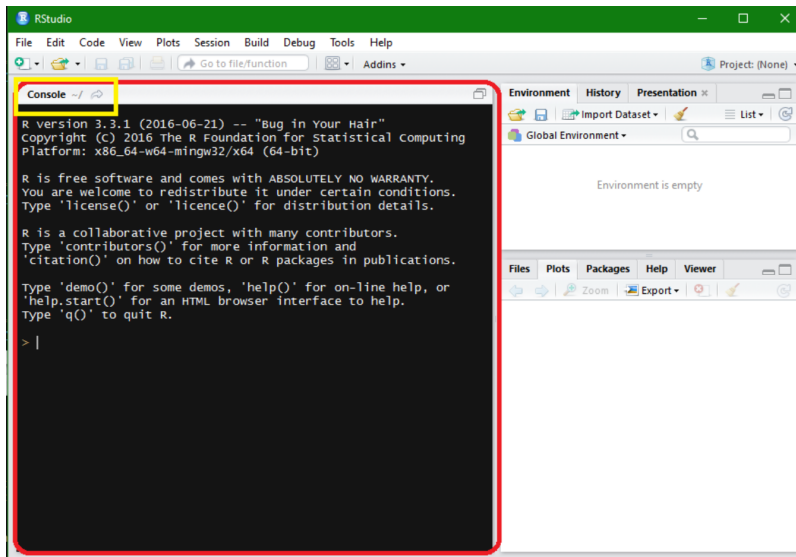 RStudio
File Edit Code View Plots Session Build Debug Tools Help
Go to file/function Addins Project: (None)
Console ~/
R version 3.3.1 (2016-06-21) -- "Bug in Your Hair"
Copyright (C) 2016 The R Foundation for Statistical Computing
Platform: x86_64-w64-mingw32/x64 (64-bit)
R is free software and comes with ABSOLUTELY NO WARRANTY.
You are welcome to redistribute it under certain conditions.
Type 'license()' or 'licence()' for distribution details.
R is a collaborative project with many contributors.
Type 'contributors()' for more information and
'citation()' on how to cite R or R packages in publications.
Type 'demo()' for some demos, 'help()' for on-line help, or
'help.start()' for an HTML browser interface to help.
Type 'q()' to quit R.
>
Environment History Presentation
Import Dataset List
Global Environment
Environment is empty
Files Plots Packages Help Viewer
Zoom Export